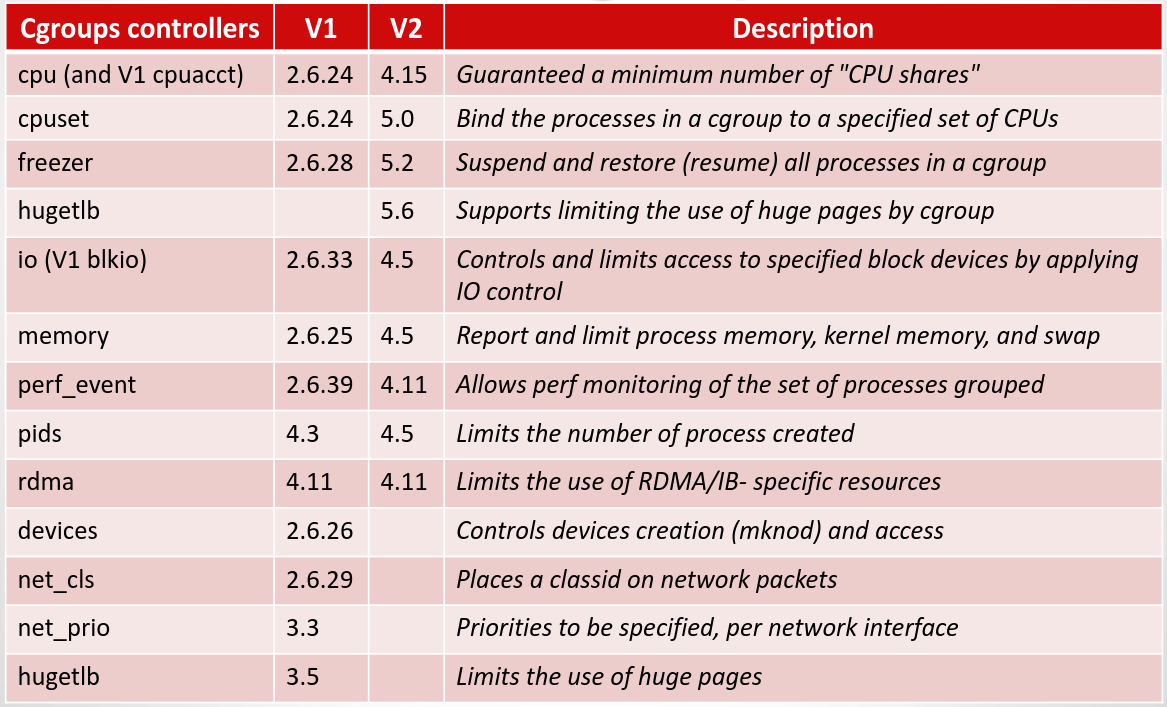 Cgroups controllers V1 V2 Description
cpu (and V1 cpuacct) 2.6.24 4.15 Guaranteed a minimum number of "CPU shares"
cpuset 2.6.24 5.0 Bind the processes in a cgroup to a specified set of CPUs
freezer 2.6.28 5.2 Suspend and restore (resume) all processes in a cgroup
hugetlb 5.6 Supports limiting the use of huge pages by cgroup
io (V1 blkio) 2.6.33 4.5 Controls and limits access to specified block devices by applying
IO control
memory 2.6.25 4.5 Report and limit process memory, kernel memory, and swap
perf_event 2.6.39 4.11 Allows perf monitoring of the set of processes grouped
pids 4.3 4.5 Limits the number of process created
rdma 4.11 4.11 Limits the use of RDMA/IB- specific resources
devices 2.6.26 Controls devices creation (mknod) and access
net_cls 2.6.29 Places a classid on network packets
net_prio 3.3 Priorities to be specified, per network interface
hugetlb 3.5 Limits the use of huge pages